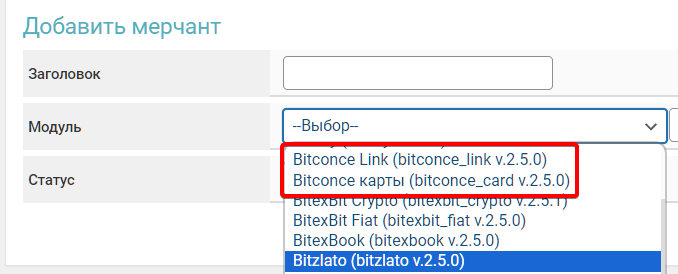 Добавить мерчант
Заголовок
Модуль
--Выбор--
Bitconce Link (bitconce_link v.2.5.0)
Bitconce карты (bitconce_card v.2.5.0)
Статус
BitexBit Crypto (bitexbit_crypto v.2.5.1)
BitexBit Fiat (bitexbit_fiat v.2.5.0)
BitexBook (bitexbook v.2.5.0)
Bitzlato (bitzlato v.2.5.0)